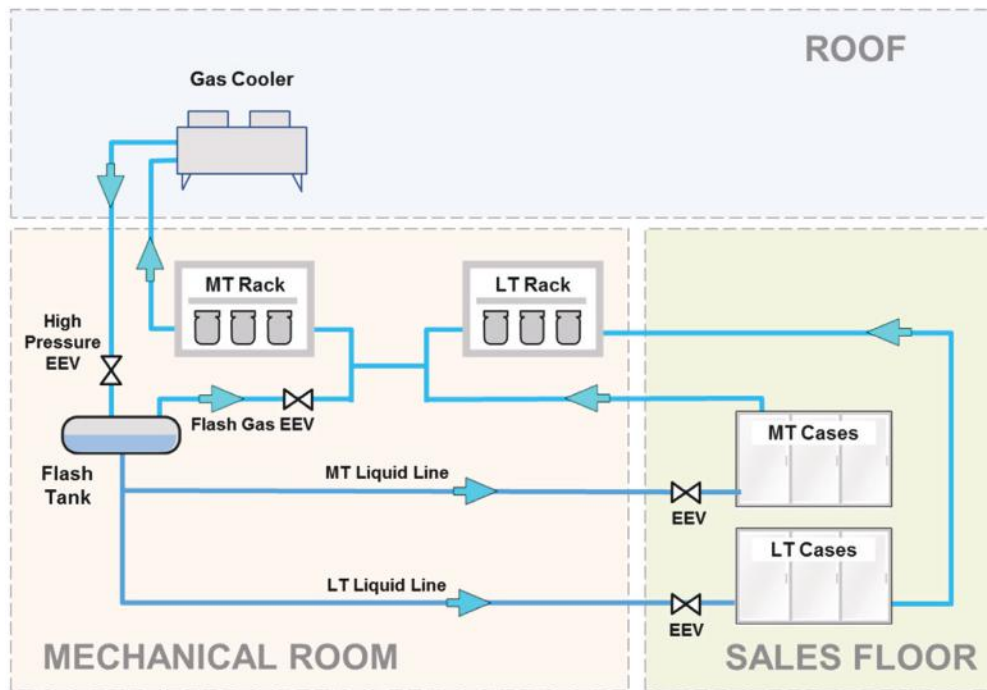 ROOF
Gas Cooler
MT Rack
LT Rack
High
Pressure
EEV
Flash Gas EEV
Flash
Tank
MT Cases
MT Liquid Line
EEV
LT Cases
LT Liquid Line
EEV
MECHANICAL ROOM
SALES FLOOR